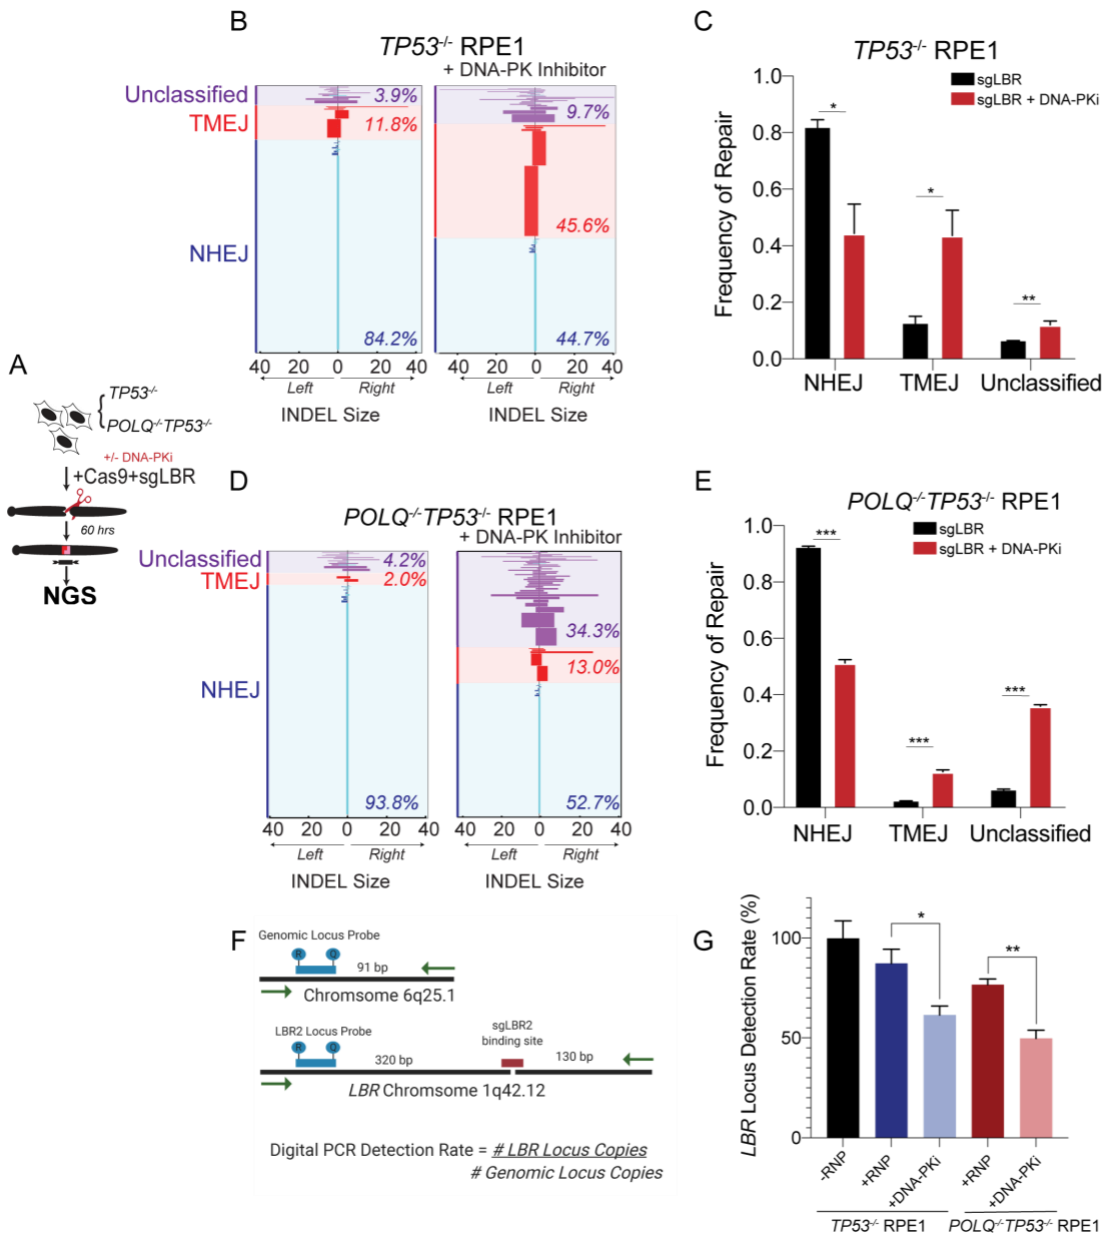 A
TP53-/-
POLQ-/-TP53-/-
+/- DNA-PKi
+Cas9+sgLBR
60 hrs
NGS
B
TP53-/- RPE1
+ DNA-PK Inhibitor
Unclassified
TMEJ
NHEJ
3.9%
11.8%
84.2%
9.7%
45.6%
44.7%
40 20 0 20 40
Left Right
INDEL Size
40 20 0 20 40
Left Right
INDEL Size
C
TP53-/- RPE1
sgLBR
sgLBR + DNA-PKi
Frequency of Repair
1.0
0.8
0.6
0.4
0.2
0.0
*
*
**
NHEJ TMEJ Unclassified
D
POLQ-/-TP53-/- RPE1
+ DNA-PK Inhibitor
Unclassified
TMEJ
NHEJ
4.2%
2.0%
93.8%
34.3%
13.0%
52.7%
40 20 0 20 40
Left Right
INDEL Size
40 20 0 20 40
Left Right
INDEL Size
E
POLQ-/-TP53-/- RPE1
sgLBR
sgLBR + DNA-PKi
Frequency of Repair
1.0
0.8
0.6
0.4
0.2
0.0
***
***
***
NHEJ TMEJ Unclassified
F
Genomic Locus Probe
R Q
91 bp
Chromsome 6q25.1
LBR2 Locus Probe
R Q
320 bp
sgLBR2
binding site
130 bp
LBR Chromsome 1q42.12
Digital PCR Detection Rate = # LBR Locus Copies
# Genomic Locus Copies
G
LBR Locus Detection Rate (%)
100
50
0
*
**
-RNP
+RNP
+DNA-PKi
+RNP
+DNA-PKi
TP53-/- RPE1
POLQ-/-TP53-/- RPE1